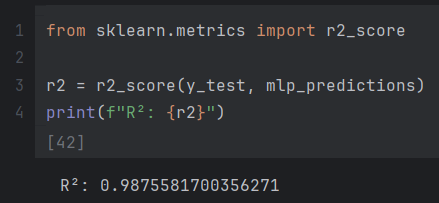 1 from sklearn.metrics import r2_score
2
3 r2 = r2_score(y_test, mlp_predictions)
4 print(f"R²: {r2}")
[42]
R²: 0.9875581700356271